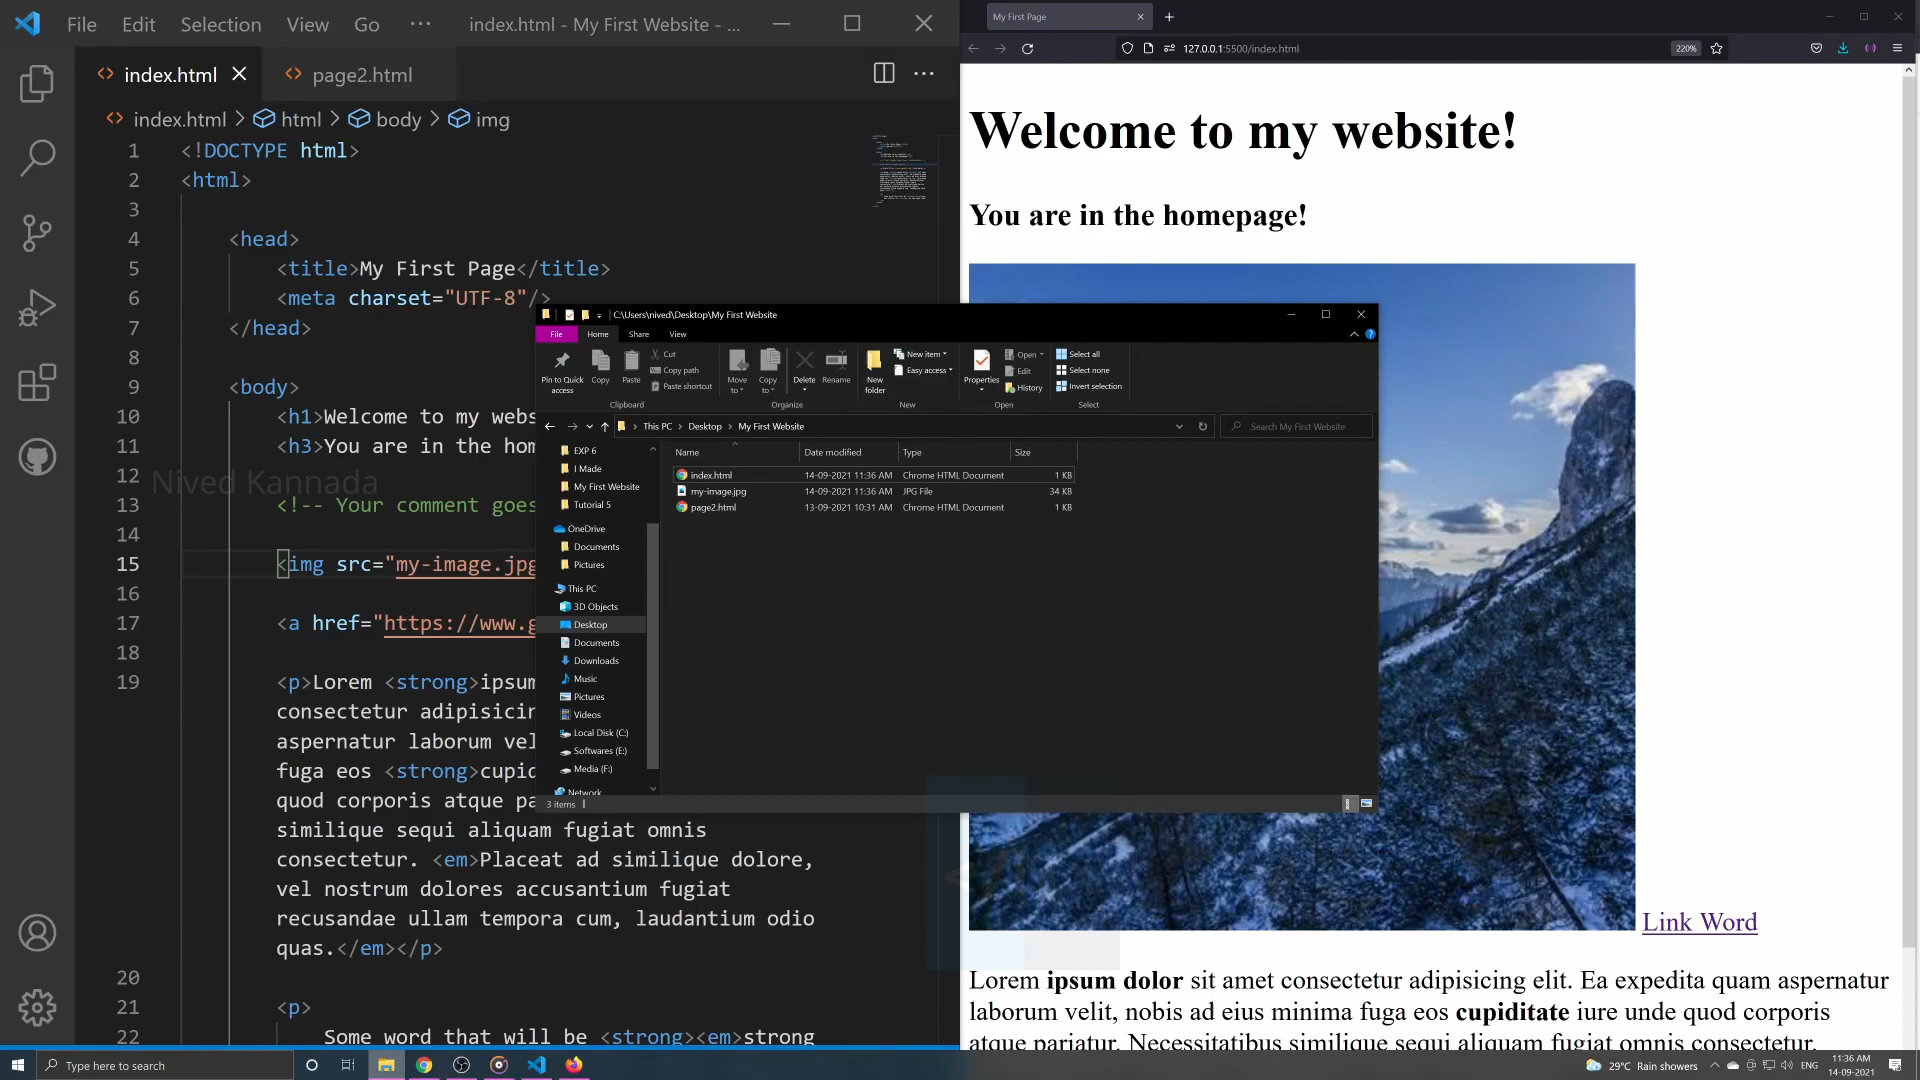 File Edit Selection View Go ··· index.html - My First Website - ...
index.html page2.html
index.html > html > body > img
1 <!DOCTYPE html>
2 <html>
3
4 <head>
5 <title>My First Page</title>
6 <meta charset="UTF-8"/>
7 </head>
8
9 <body>
10 <h1>Welcome to my webs
11 <h3>You are in the hom
12
Nived Kannada
13 <!-- Your comment goes
14
15 <img src="my-image.jpg
16
17 <a href="https://www.g
18
19 <p>Lorem <strong>ipsum
consectetur adipisicin
aspernatur laborum vel
fuga eos <strong>cupid
quod corporis atque pa
similique sequi aliquam fugiat omnis
consectetur. <em>Placeat ad similique dolore,
vel nostrum dolores accusantium fugiat
recusandae ullam tempora cum, laudantium odio
quas.</em></p>
20
21 <p>
22 Some word that will be <strong><em>strong
C:\Users\nived\Desktop\My First Website
File Home Share View
Pin to Quick access
Copy
Paste
Cut
Copy path
Paste shortcut
Clipboard
Move to
Copy to
Delete
Rename
Organize
New folder
New item
Easy access
New
Properties
Open
Edit
History
Open
Select all
Select none
Invert selection
Select
This PC > Desktop > My First Website
Search My First Website
EXP 6
I Made
My First Website
Tutorial 5
OneDrive
Documents
Pictures
This PC
3D Objects
Desktop
Documents
Downloads
Music
Pictures
Videos
Local Disk (C:)
Softwares (E:)
Media (F:)
Network
Name Date modified Type Size
index.html 14-09-2021 11:36 AM Chrome HTML Document 1 KB
my-image.jpg 14-09-2021 11:36 AM JPG File 34 KB
page2.html 13-09-2021 10:31 AM Chrome HTML Document 1 KB
3 items
My First Page
127.0.0.1:5500/index.html 220%
Welcome to my website!
You are in the homepage!
Link Word
Lorem ipsum dolor sit amet consectetur adipisicing elit. Ea expedita quam aspernatur
laborum velit, nobis ad eius minima fuga eos cupiditate iure unde quod corporis
atque pariatur. Necessitatibus similique sequi aliquam fugiat omnis consectetur.
Type here to search
29°C Rain showers
ENG
11:36 AM
14-09-2021